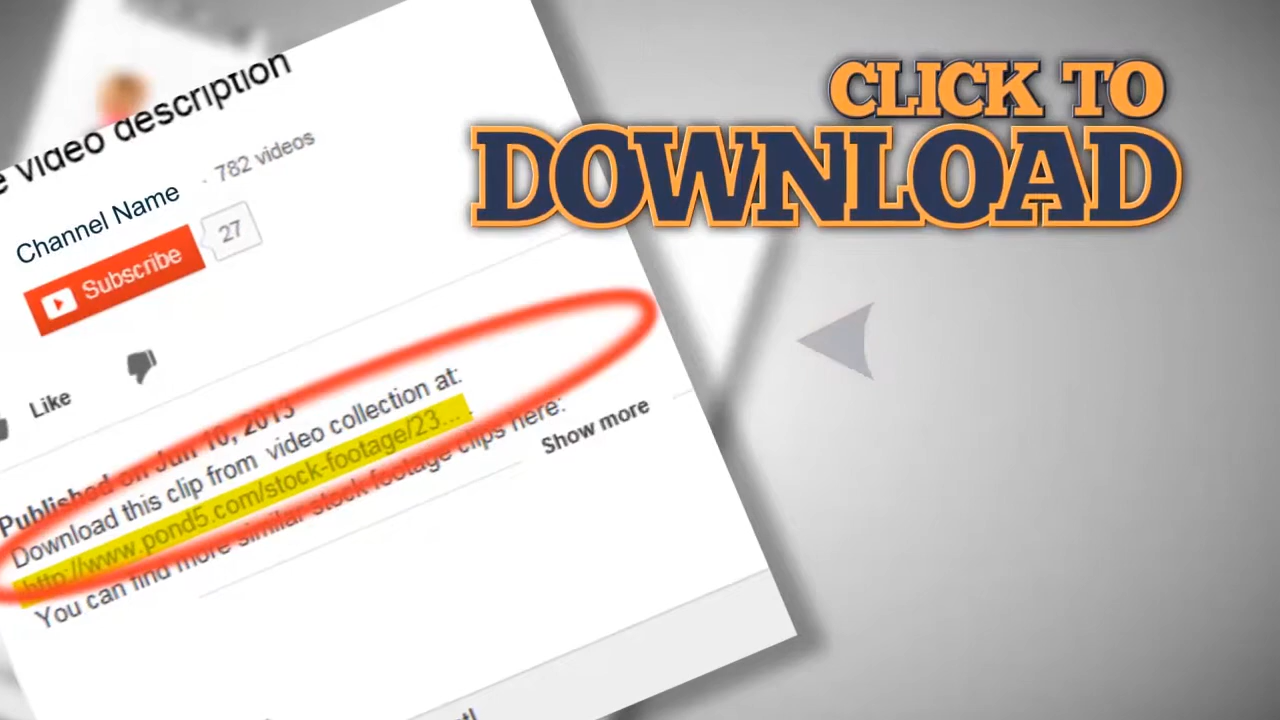 CLICK TO
DOWNLOAD
video description
Channel Name
782 videos
Subscribe
27
Like
Published on Jun 10, 2013
Download this clip from video collection at:
http://www.pond5.com/stock-footage/23...
You can find more similar stock footage clips here:
Show more